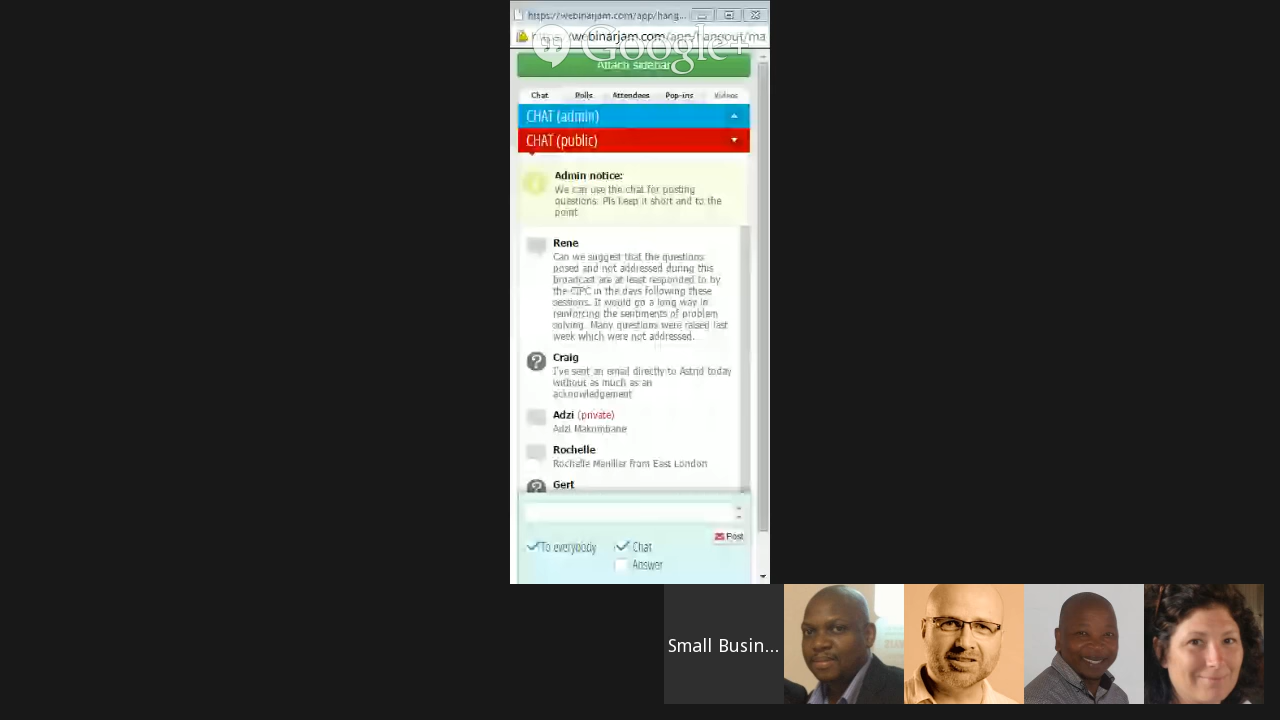 https://webinarjam.com/app/hang...
https://webinarjam.com/app/hangout/ma
Google+
Attach sidebar
Chat Polls Attendees Pop-ins Videos
CHAT (admin)
CHAT (public)
Admin notice:
We can use the chat for posting
questions. Pls keep it short and to the
point
Rene
Can we suggest that the questions
posed and not addressed during this
broadcast are at least responded to by
the CIPC in the days following these
sessions. It would go a long way in
reinforcing the sentiments of problem
solving. Many questions were raised last
week which were not addressed.
Craig
I've sent an email directly to Astrid today
without as much as an
acknowledgement
Adzi (private)
Adzi Makombane
Rochelle
Rochelle from East London
Gert
Post
To everybody Chat
Answer
Small Busin...